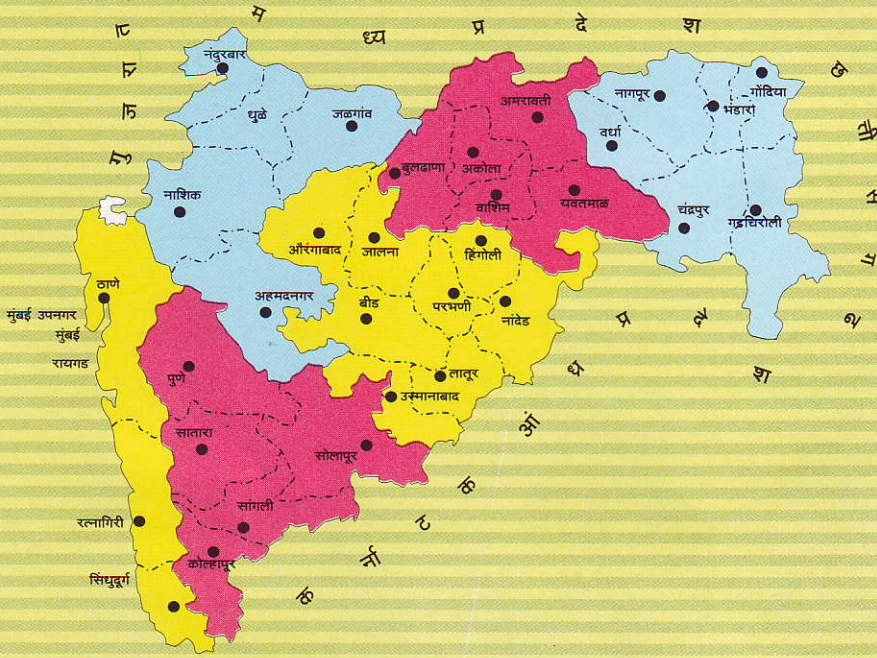 मध्य प्रदेश
गुजरात
छत्तीसगढ
नंदुरबार
धुळे
जळगांव
नाशिक
बुलढाणा
अकोला
अमरावती
वाशिम
यवतमाळ
नागपूर
वर्धा
भंडारा
गोंदिया
चंद्रपुर
गडचिरोली
औरंगाबाद
जालना
हिंगोली
परभणी
नांदेड
बीड
लातूर
उस्मानाबाद
अहमदनगर
ठाणे
मुंबई उपनगर
मुंबई
रायगड
पुणे
सातारा
सोलापूर
सांगली
कोल्हापूर
रत्नागिरी
सिंधुदूर्ग
आंध्र प्रदेश
कर्नाटक